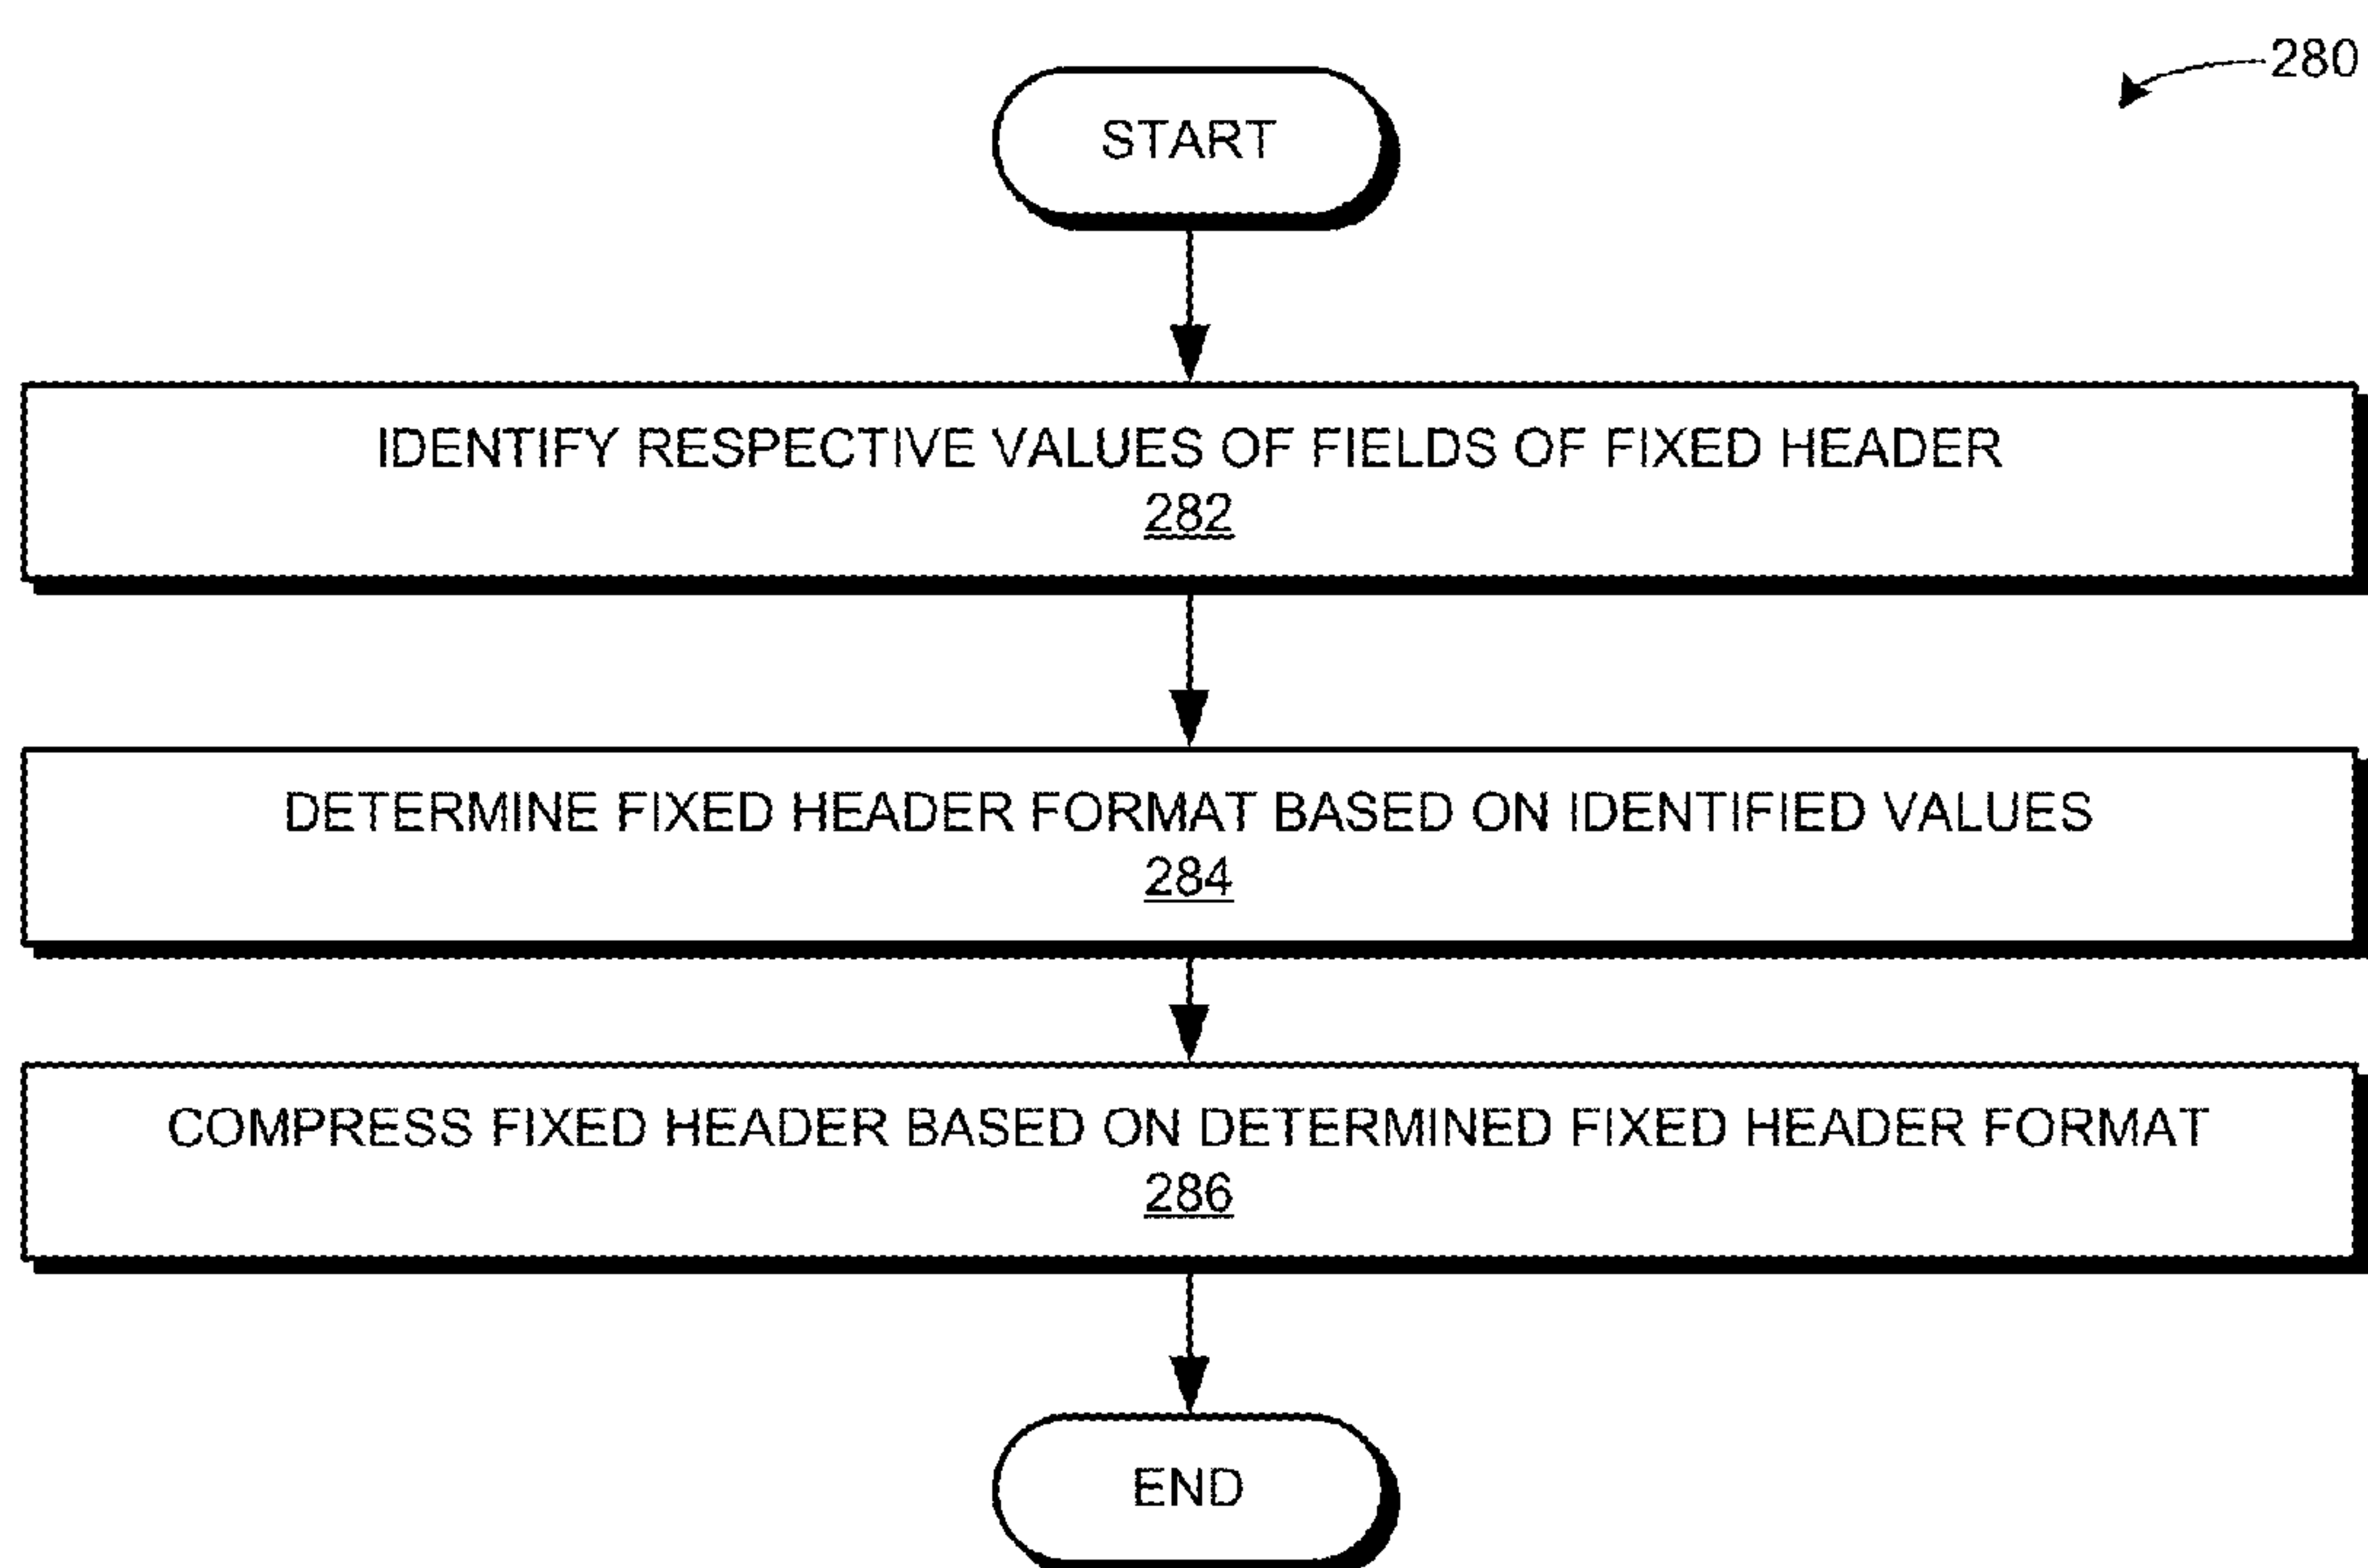 280
START
IDENTIFY RESPECTIVE VALUES OF FIELDS OF FIXED HEADER
282
DETERMINE FIXED HEADER FORMAT BASED ON IDENTIFIED VALUES
284
COMPRESS FIXED HEADER BASED ON DETERMINED FIXED HEADER FORMAT
286
END